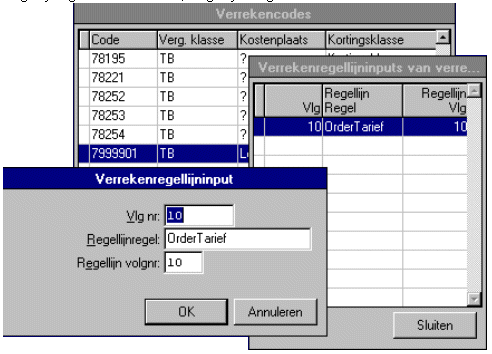 Verrekencodes
Code Verg. klasse Kostenplaats Kortingsklasse
78195 TB ?
78221 TB ?
78252 TB ?
78253 TB ?
78254 TB ?
7999901 TB
Verrekenregellijninputs van verre...
Vlg Regellijn Regel Regellijn Vlg
10 OrderTarief 10
Verrekenregellijninput
Vlg nr: 10
Regellijnregel: OrderTarief
Regellijn volgnr: 10
OK Annuleren
Sluiten